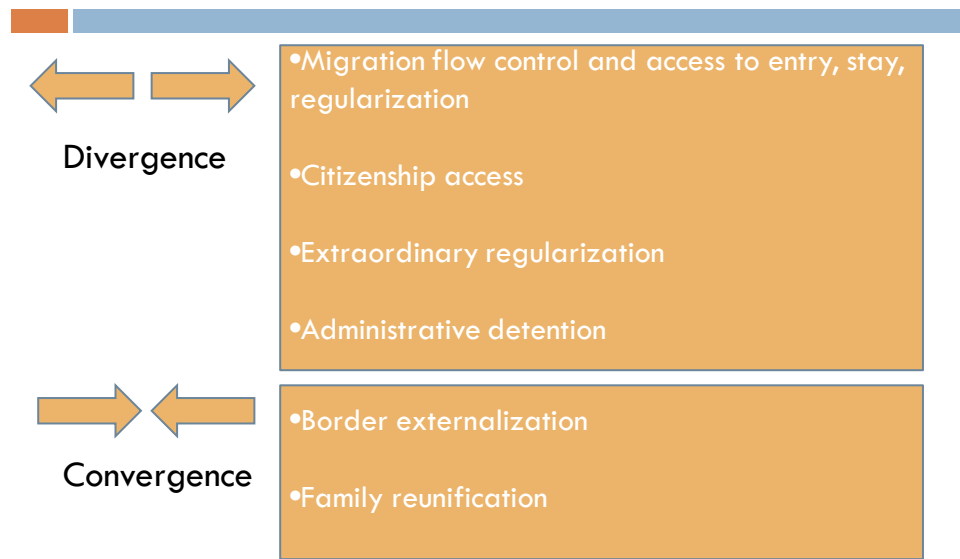 •Migration flow control and access to entry, stay,
regularization
Divergence
•Citizenship access
•Extraordinary regularization
•Administrative detention
•Border externalization
Convergence
•Family reunification